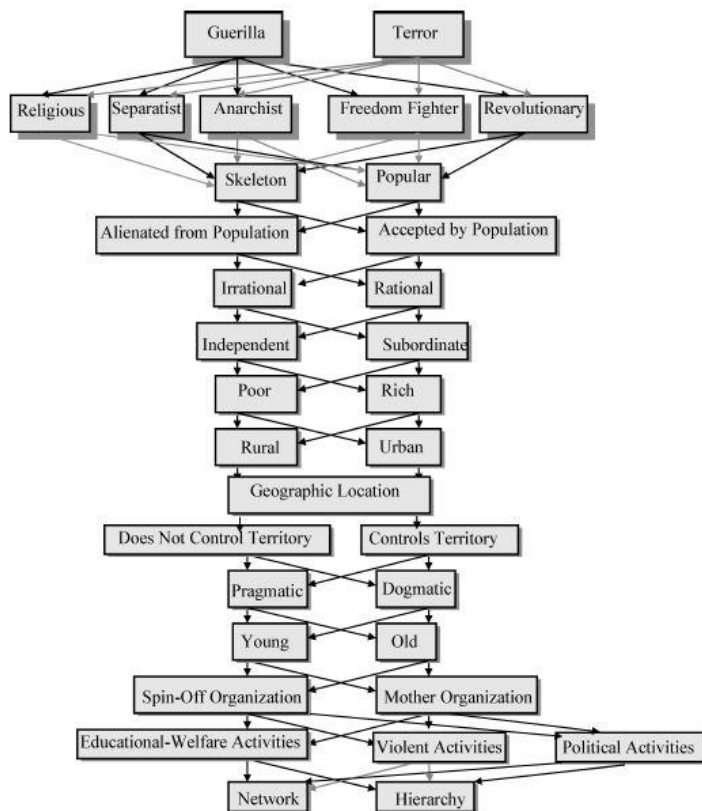 Guerilla Terror
Religious Separatist Anarchist Freedom Fighter Revolutionary
Skeleton Popular
Alienated from Population Accepted by Population
Irrational Rational
Independent Subordinate
Poor Rich
Rural Urban
Geographic Location
Does Not Control Territory Controls Territory
Pragmatic Dogmatic
Young Old
Spin-Off Organization Mother Organization
Educational-Welfare Activities Violent Activities Political Activities
Network Hierarchy